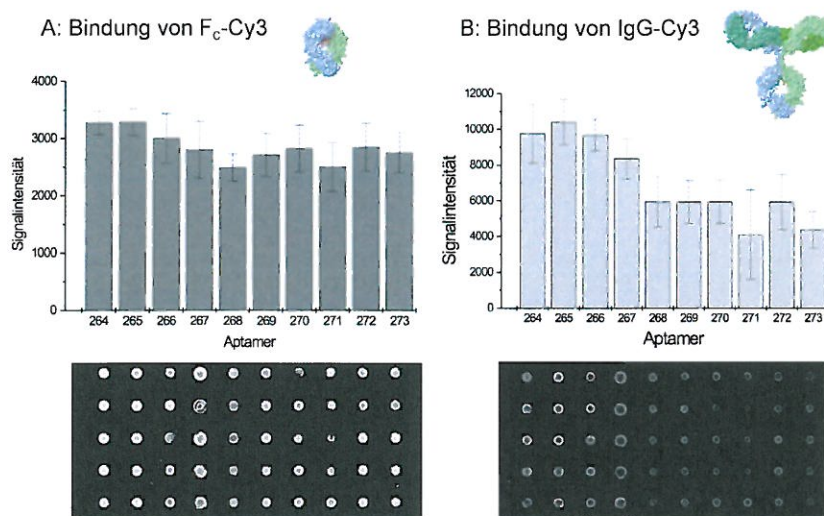 A: Bindung von Fc-Cy3
4000
3000
2000
1000
0
Signalintensität
264 265 266 267 268 269 270 271 272 273
Aptamer
B: Bindung von IgG-Cy3
12000
10000
8000
6000
4000
2000
0
Signalintensität
264 265 266 267 268 269 270 271 272 273
Aptamer